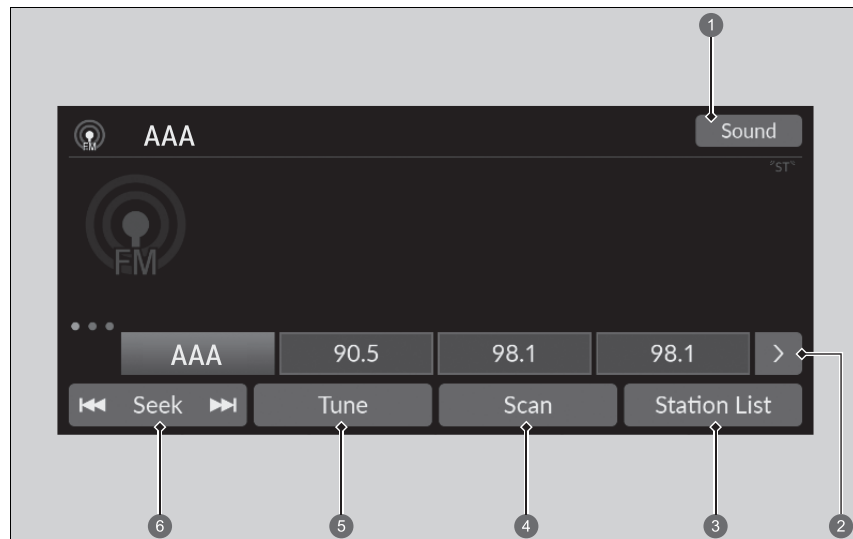 1
FM AAA Sound
ST
FM
AAA 90.5 98.1 98.1 >
Seek Tune Scan Station List
2
6 5 4 3